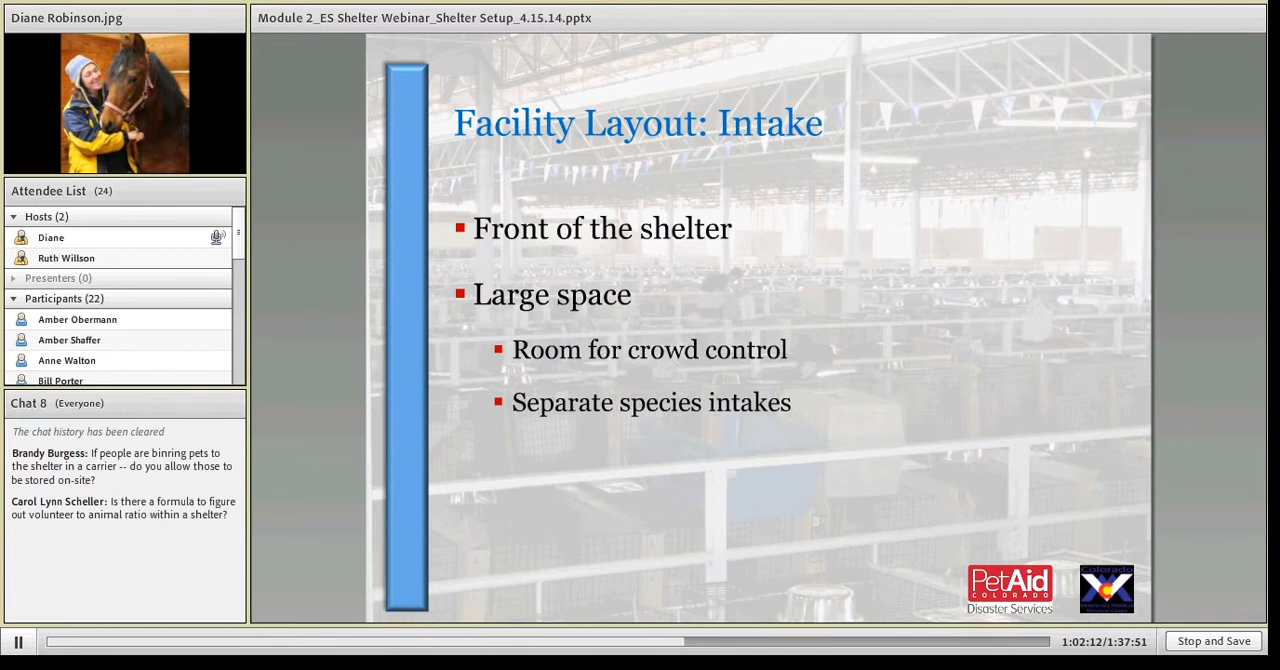 Diane Robinson.jpg
Module 2_ES Shelter Webinar_Shelter Setup_4.15.14.pptx
Attendee List (24)
Hosts (2)
Diane
Ruth Willson
Presenters (0)
Participants (22)
Amber Obermann
Amber Shaffer
Anne Walton
Bill Porter
Chat 8 (Everyone)
The chat history has been cleared
Brandy Burgess: If people are binring pets
to the shelter in a carrier -- do you allow those to
be stored on-site?
Carol Lynn Scheller: Is there a formula to figure
out volunteer to animal ratio within a shelter?
Facility Layout: Intake
Front of the shelter
Large space
Room for crowd control
Separate species intakes
PetAid
COLORADO
Disaster Services
Colorado
1:02:12/1:37:51
Stop and Save